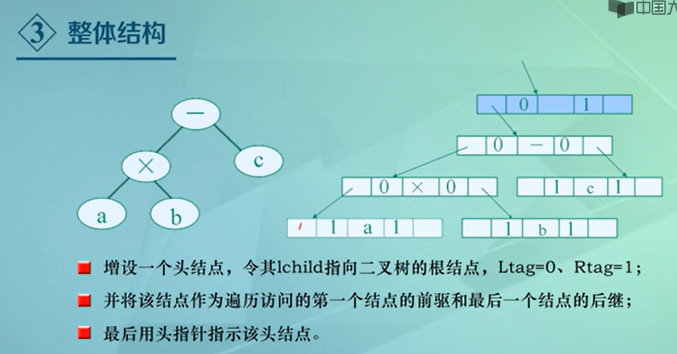 中国大
3 整体结构
－
× c
a b
0 1
0 － 0
0 × 0
1 c 1
1 a 1
1 b 1
增设一个头结点，令其lchild指向二叉树的根结点，Ltag=0、Rtag=1；
并将该结点作为遍历访问的第一个结点的前驱和最后一个结点的后继；
最后用头指针指示该头结点。